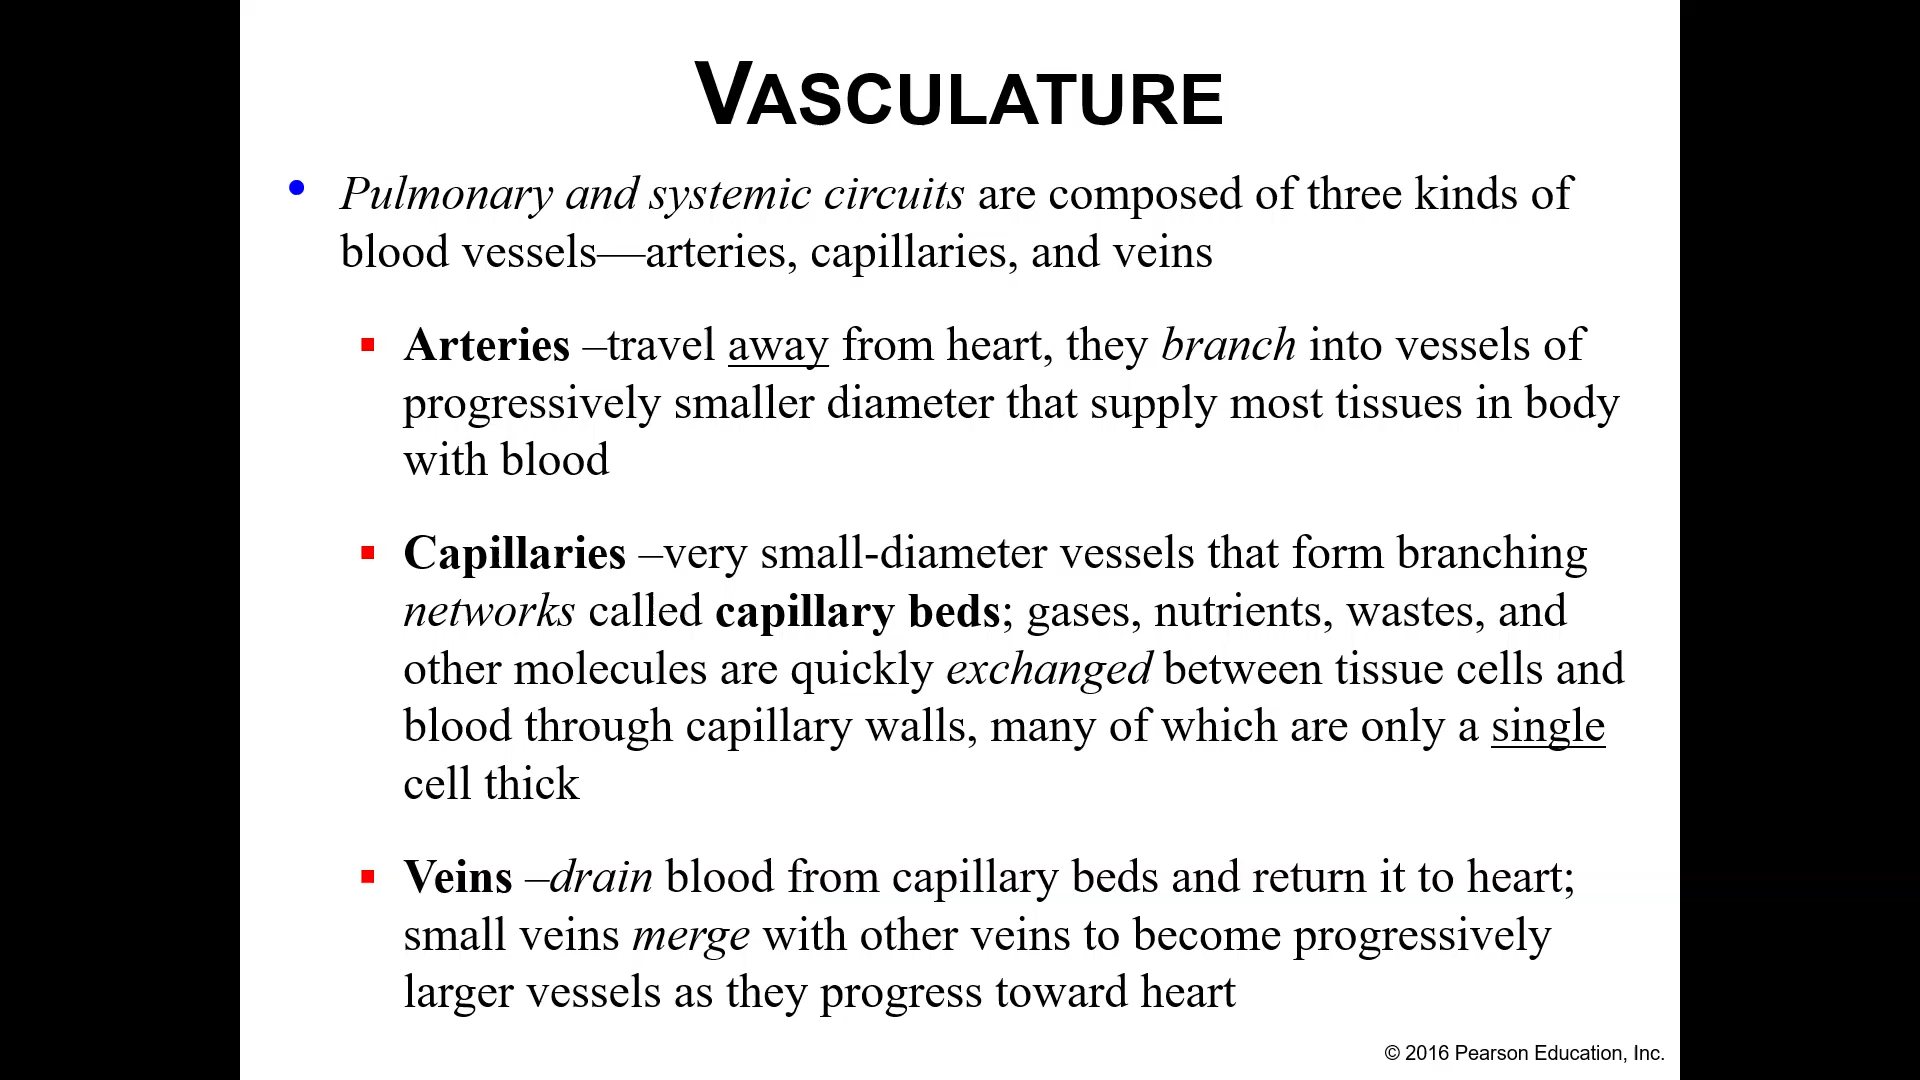 VASCULATURE
• Pulmonary and systemic circuits are composed of three kinds of
blood vessels—arteries, capillaries, and veins
▪ Arteries –travel away from heart, they branch into vessels of
progressively smaller diameter that supply most tissues in body
with blood
▪ Capillaries –very small-diameter vessels that form branching
networks called capillary beds; gases, nutrients, wastes, and
other molecules are quickly exchanged between tissue cells and
blood through capillary walls, many of which are only a single
cell thick
▪ Veins –drain blood from capillary beds and return it to heart;
small veins merge with other veins to become progressively
larger vessels as they progress toward heart
© 2016 Pearson Education, Inc.